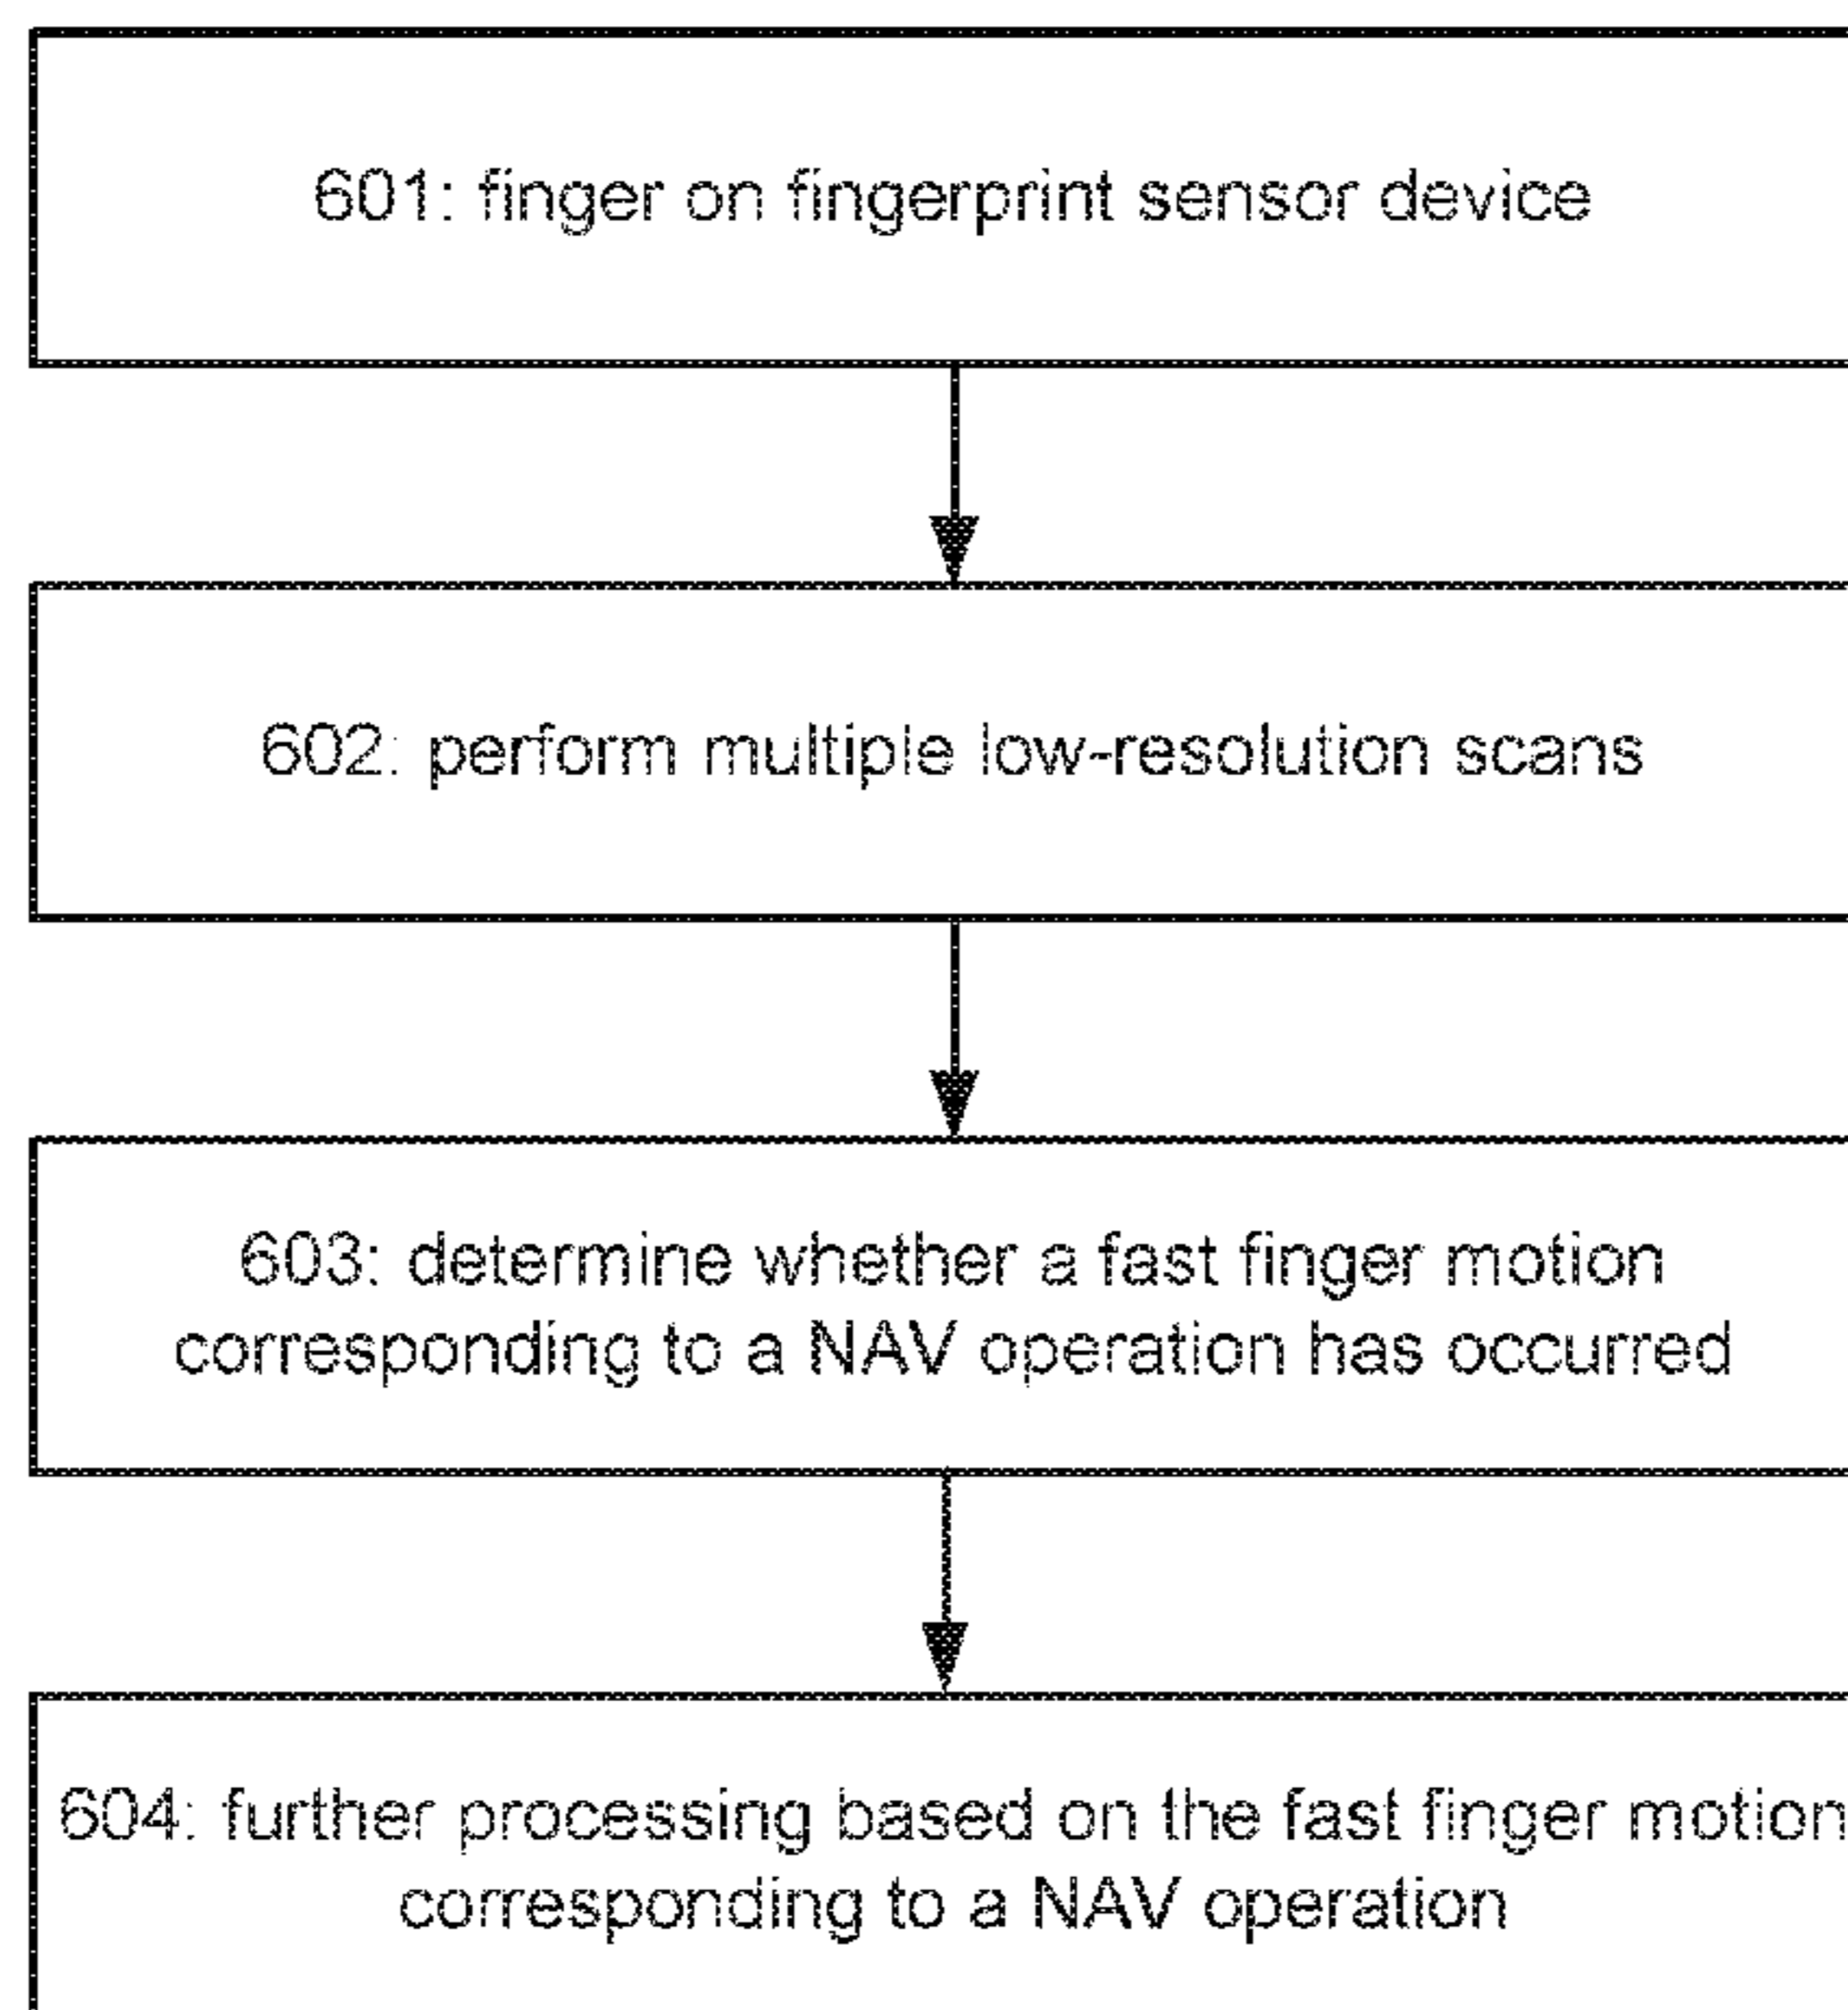 601: finger on fingerprint sensor device
602: perform multiple low-resolution scans
603: determine whether a fast finger motion
corresponding to a NAV operation has occurred
604: further processing based on the fast finger motion
corresponding to a NAV operation